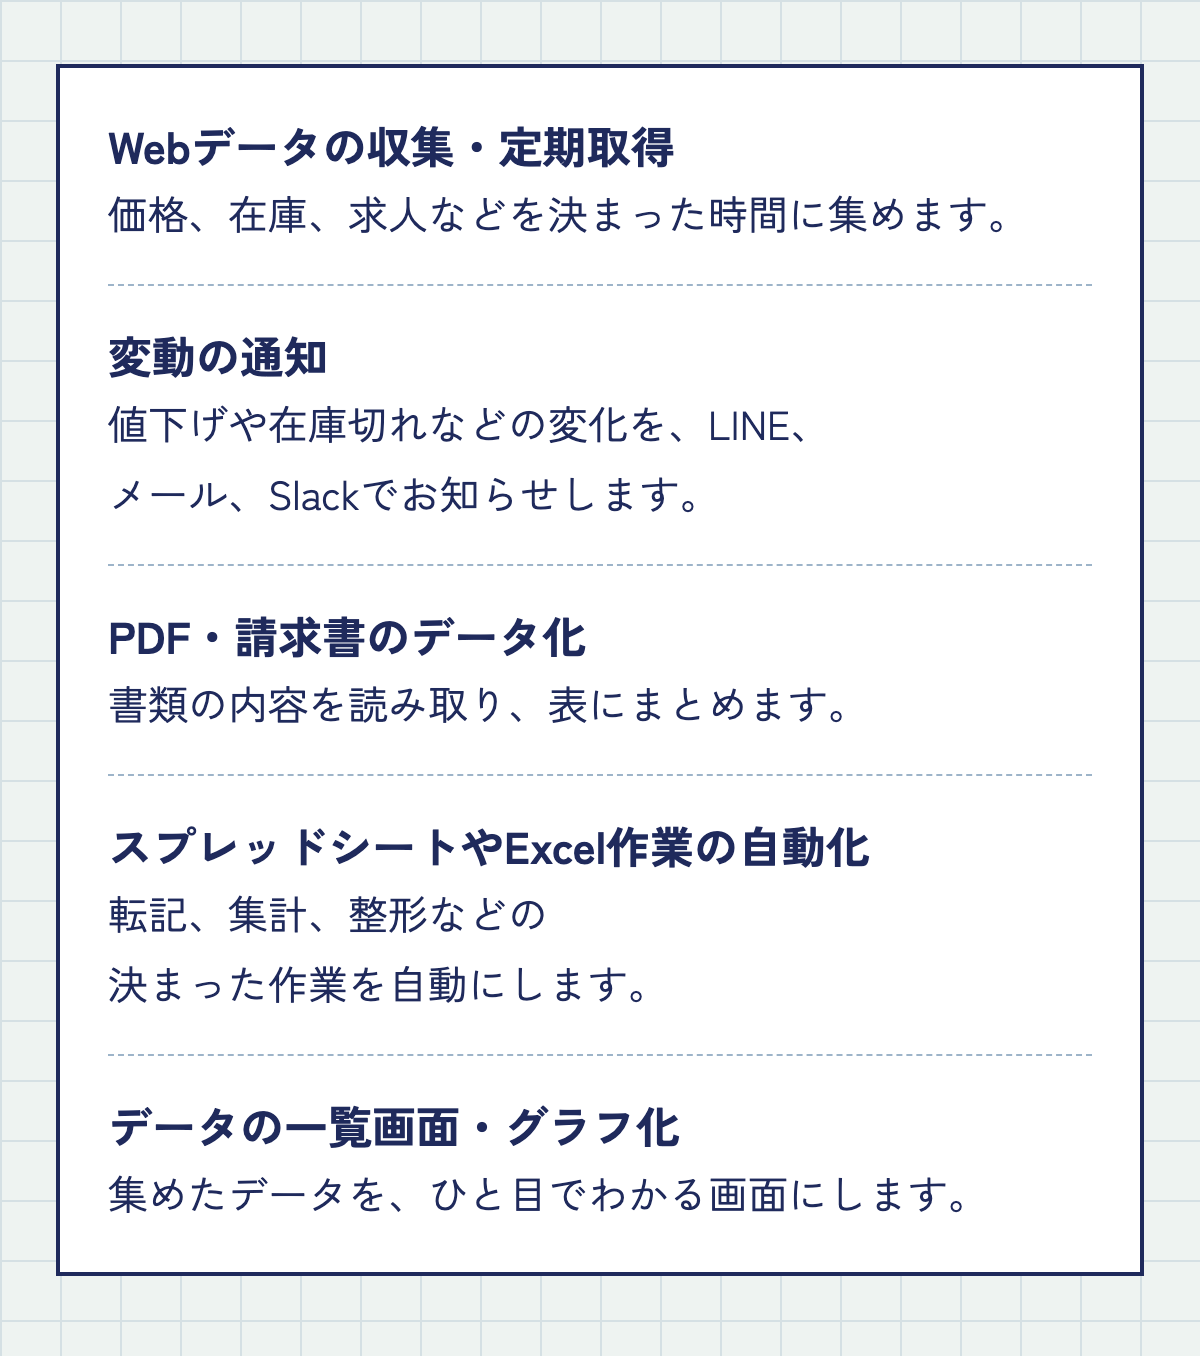 Webデータの収集・定期取得
価格、在庫、求人などを決まった時間に集めます。
変動の通知
値下げや在庫切れなどの変化を、LINE、
メール、Slackでお知らせします。
PDF・請求書のデータ化
書類の内容を読み取り、表にまとめます。
スプレッドシートやExcel作業の自動化
転記、集計、整形などの
決まった作業を自動にします。
データの一覧画面・グラフ化
集めたデータを、ひと目でわかる画面にします。